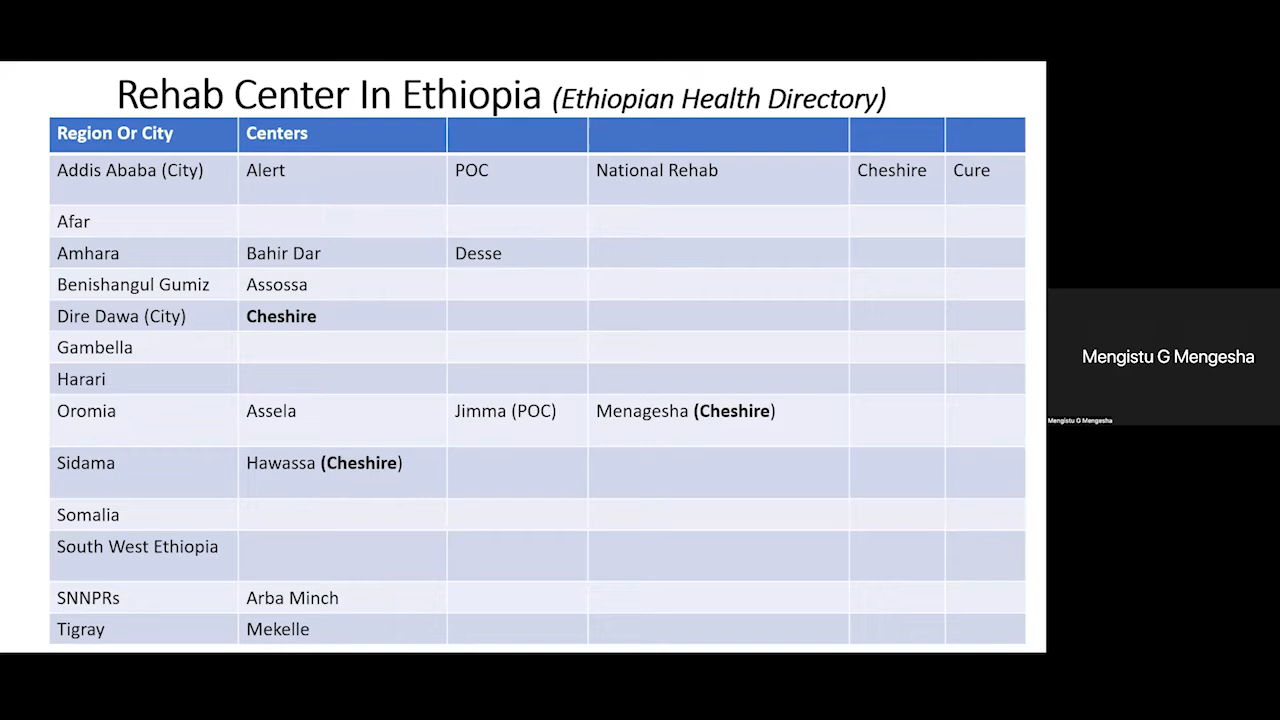 Rehab Center In Ethiopia (Ethiopian Health Directory)
Region Or City Centers
Addis Ababa (City) Alert POC National Rehab Cheshire Cure
Afar
Amhara Bahir Dar Desse
Benishangul Gumiz Assossa
Dire Dawa (City) Cheshire
Gambella
Harari
Oromia Assela Jimma (POC) Menagesha (Cheshire)
Sidama Hawassa (Cheshire)
Somalia
South West Ethiopia
SNNPRs Arba Minch
Tigray Mekelle
Mengistu G Mengesha
Mengistu G Mengesha